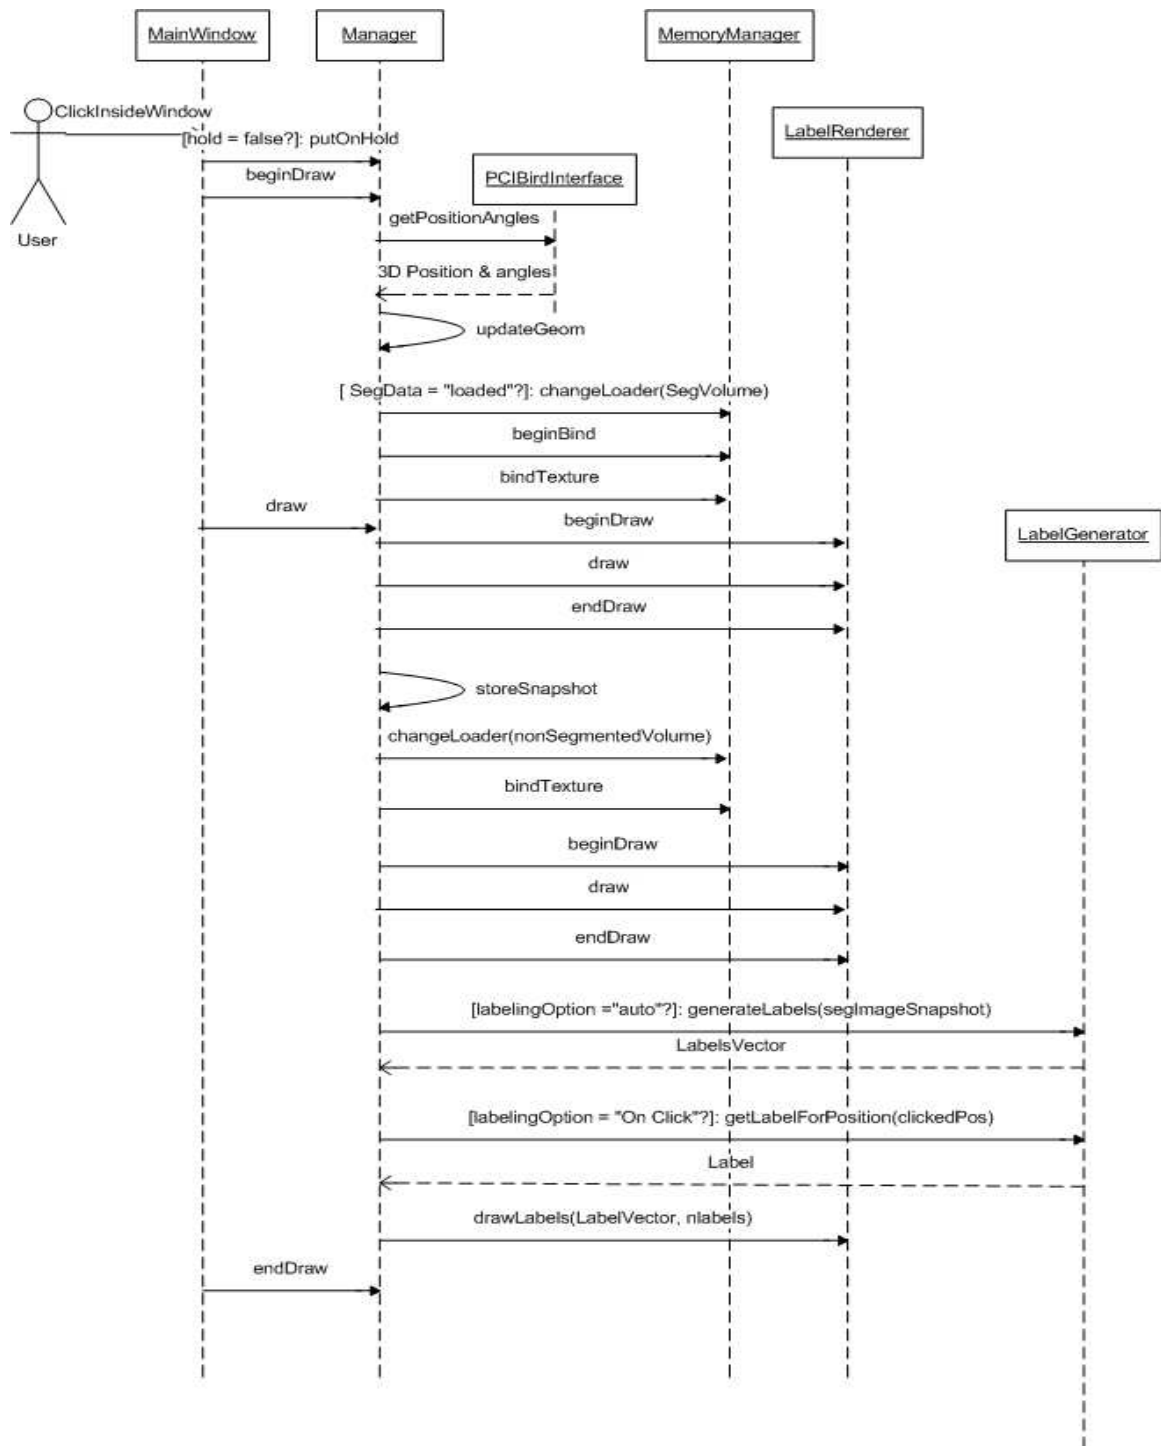 MainWindow
Manager
MemoryManager
ClickInsideWindow
LabelRenderer
[hold = false?]: putOnHold
beginDraw
PCIBirdInterface
getPositionAngles
User
3D Position & angles
updateGeom
[ SegData = "loaded"?]: changeLoader(SegVolume)
beginBind
bindTexture
draw
beginDraw
LabelGenerator
draw
endDraw
storeSnapshot
changeLoader(nonSegmentedVolume)
bindTexture
beginDraw
draw
endDraw
[labelingOption ="auto"?]: generateLabels(segImageSnapshot)
LabelsVector
[labelingOption = "On Click"?]: getLabelForPosition(clickedPos)
Label
drawLabels(LabelVector, nlabels)
endDraw